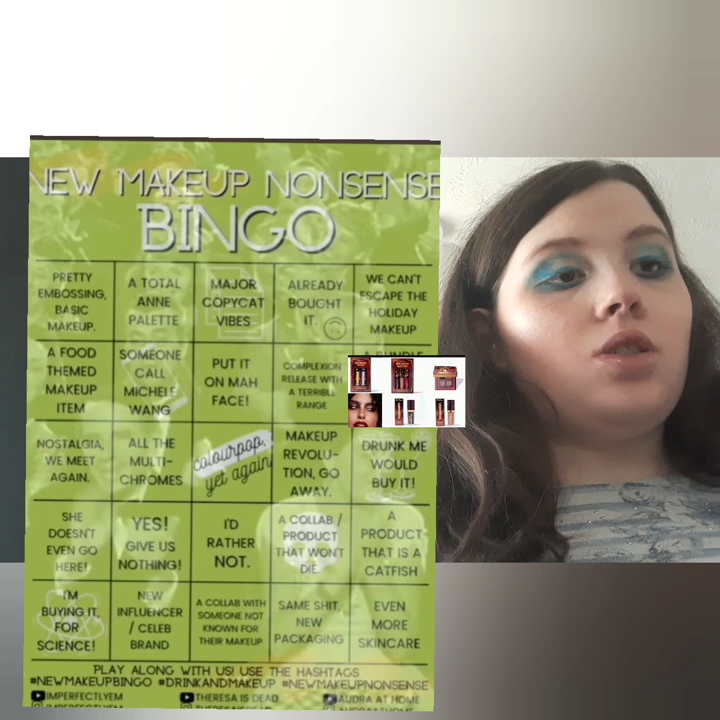 NEW MAKEUP NONSENSE
BINGO
PRETTY
EMBOSSING,
BASIC
MAKEUP.
A TOTAL
ANNE
PALETTE
MAJOR
COPYCAT
VIBES
ALREADY
BOUGHT
IT.
WE CAN'T
ESCAPE THE
HOLIDAY
MAKEUP
A FOOD
THEMED
MAKEUP
ITEM
SOMEONE
CALL
MICHELE
WANG
PUT IT
ON MAH
FACE!
COMPLEXION
RELEASE WITH
A TERRIBLE
RANGE
NOSTALGIA,
WE MEET
AGAIN.
ALL THE
MULTI-
CHROMES
colourpop,
yet again
MAKEUP
REVOLU-
TION, GO
AWAY.
DRUNK ME
WOULD
BUY IT!
SHE
DOESN'T
EVEN GO
HERE!
YES!
GIVE US
NOTHING!
I'D
RATHER
NOT.
A COLLAB /
PRODUCT
THAT WON'T
DIE.
A
PRODUCT
THAT IS A
CATFISH
I'M
BUYING IT,
FOR
SCIENCE!
NEW
INFLUENCER
/ CELEB
BRAND
A COLLAB WITH
SOMEONE NOT
KNOWN FOR
THEIR MAKEUP
SAME SHIT,
NEW
PACKAGING
EVEN
MORE
SKINCARE
PLAY ALONG WITH US! USE THE HASHTAGS
#NEWMAKEUPBINGO #DRINKANDMAKEUP #NEWMAKEUPNONSENSE
IMPERFECTLYEM
THERESA IS DEAD
AUDRA AT HOME